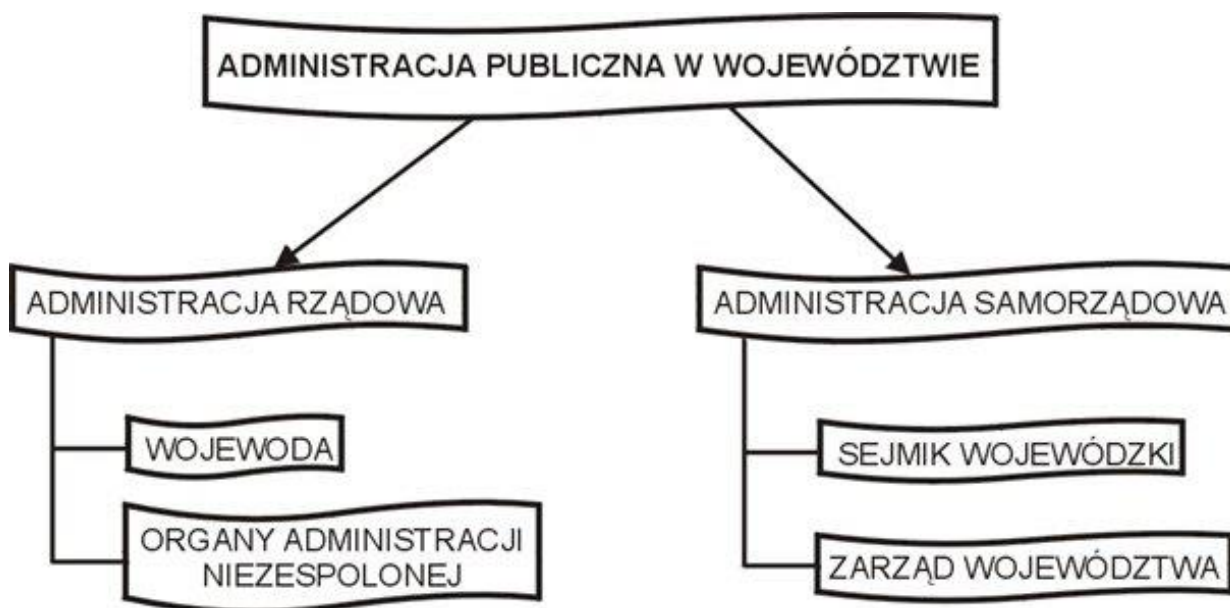 ADMINISTRACJA PUBLICZNA W WOJEWÓDZTWIE
ADMINISTRACJA RZĄDOWA
WOJEWODA
ORGANY ADMINISTRACJI
NIEZESPOLONEJ
ADMINISTRACJA SAMORZĄDOWA
SEJMIK WOJEWÓDZKI
ZARZĄD WOJEWÓDZTWA